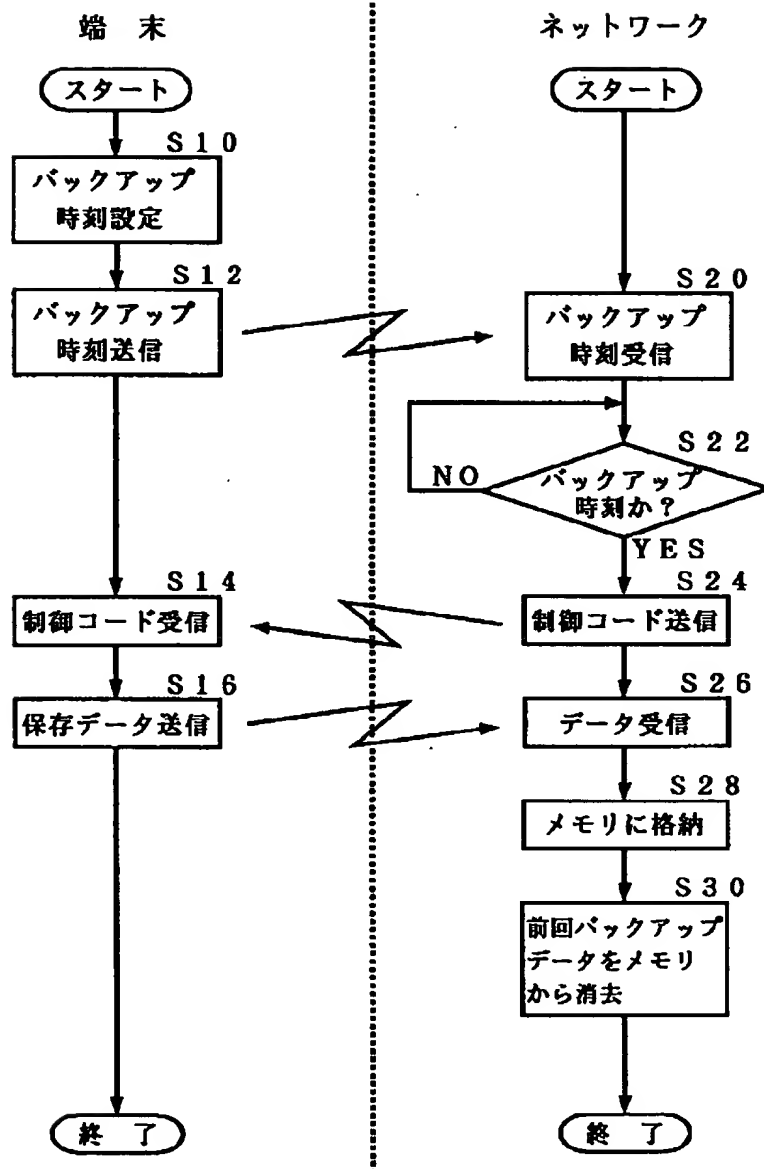 端 末
スタート
S10
バックアップ
時刻設定
S12
バックアップ
時刻送信
S14
制御コード受信
S16
保存データ送信
終 了
ネットワーク
スタート
S20
バックアップ
時刻受信
S22
バックアップ
時刻か?
NO
YES
S24
制御コード送信
S26
データ受信
S28
メモリに格納
S30
前回バックアップ
データをメモリ
から消去
終 了